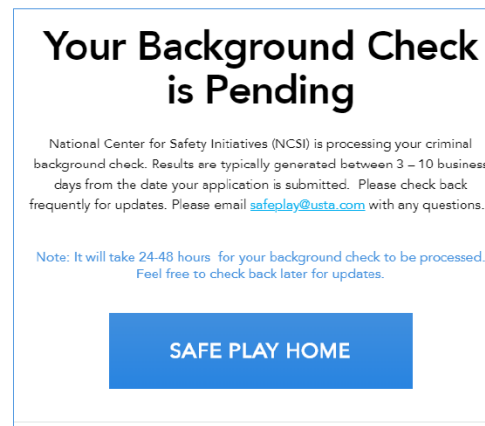 Your Background Check
is Pending
National Center for Safety Initiatives (NCSI) is processing your criminal
background check. Results are typically generated between 3 – 10 business
days from the date your application is submitted. Please check back
frequently for updates. Please email safeplay@usta.com with any questions.
Note: It will take 24-48 hours for your background check to be processed.
Feel free to check back later for updates.
SAFE PLAY HOME